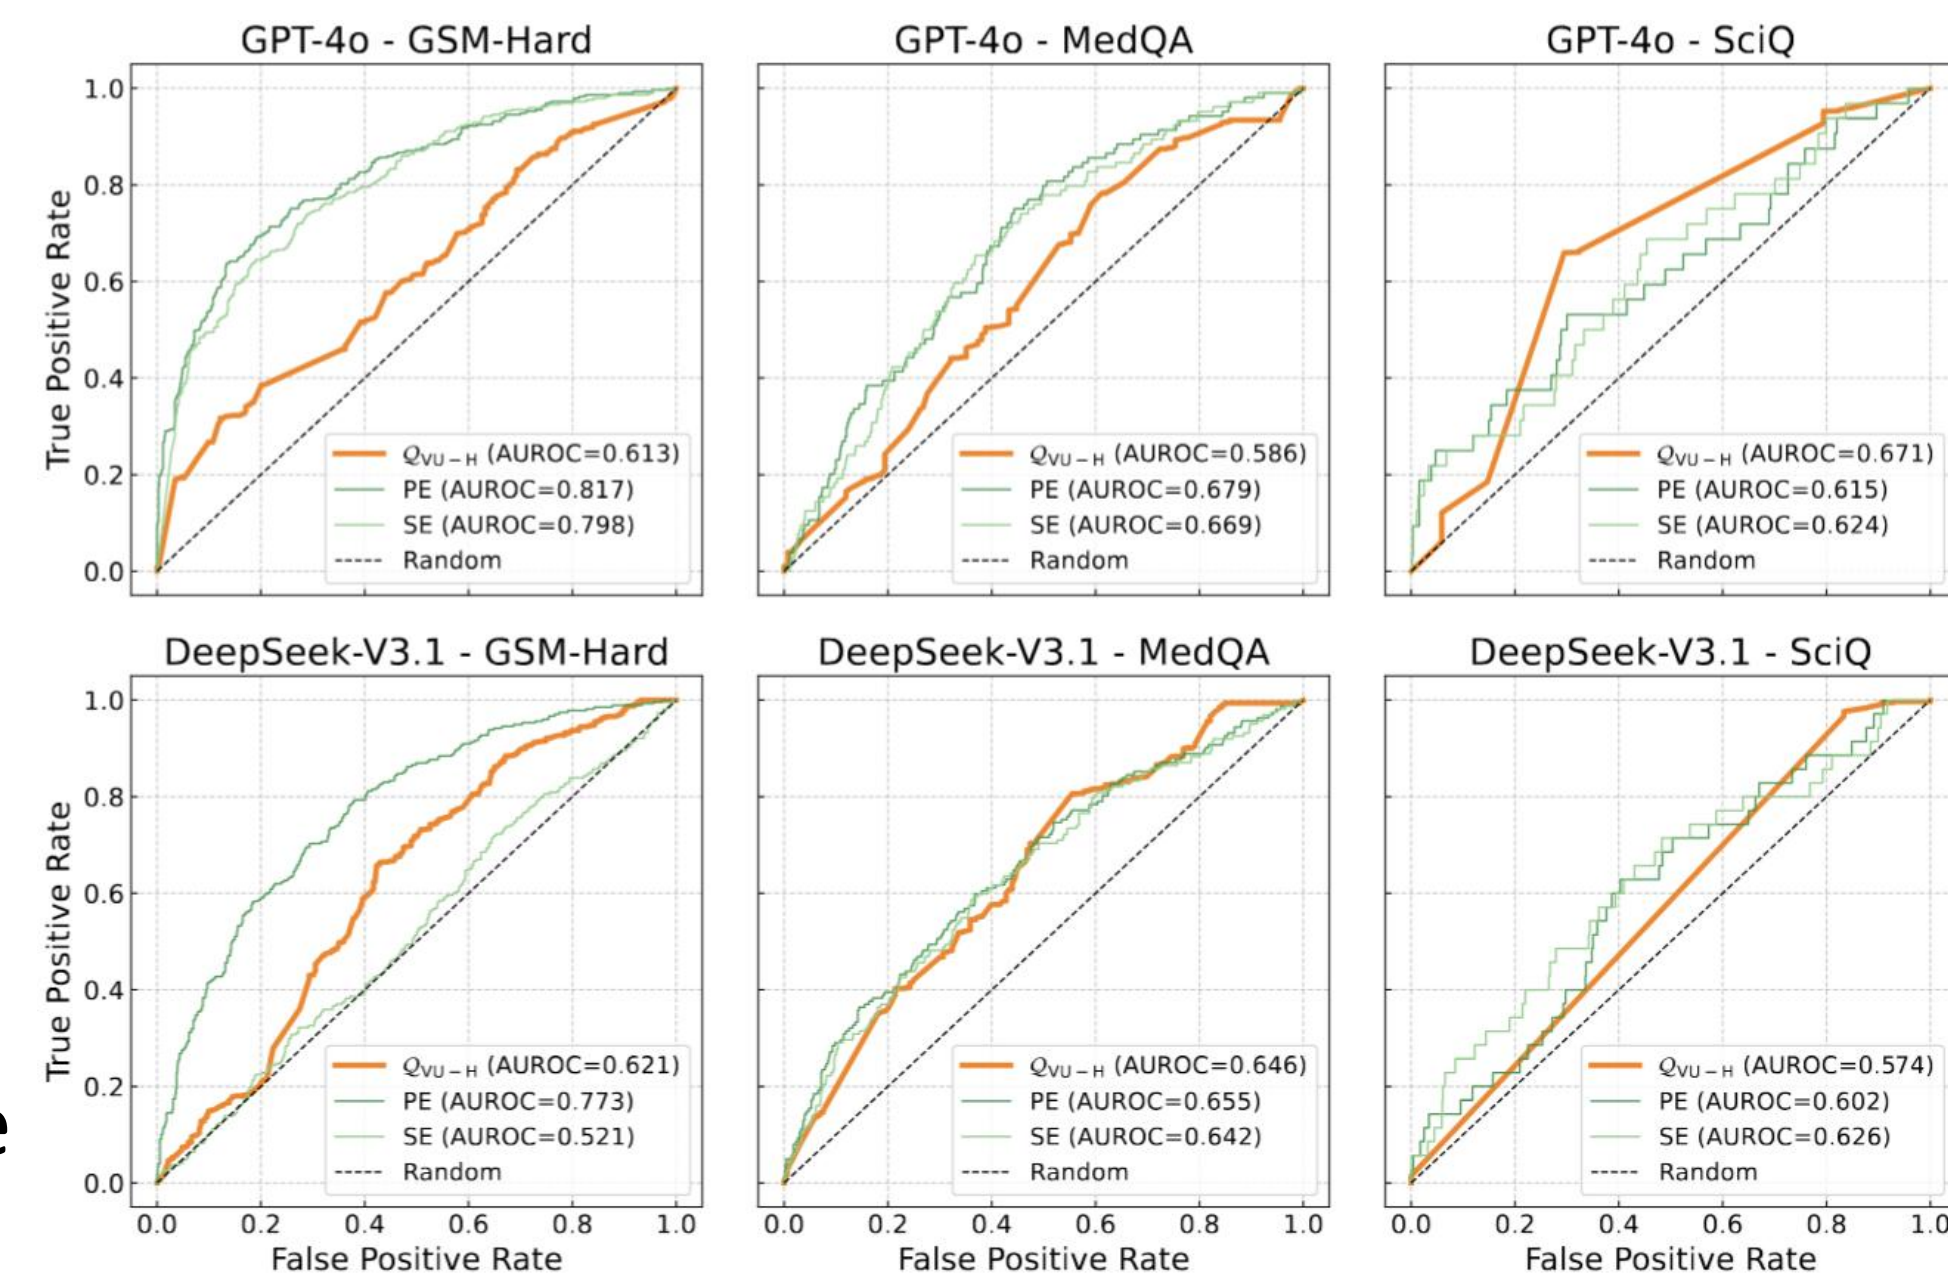 GPT-4o - GSM-Hard
True Positive Rate
1.0
0.8
0.6
0.4
0.2
0.0
𝒬VU−H (AUROC=0.613)
PE (AUROC=0.817)
SE (AUROC=0.798)
Random
GPT-4o - MedQA
𝒬VU−H (AUROC=0.586)
PE (AUROC=0.679)
SE (AUROC=0.669)
Random
GPT-4o - SciQ
𝒬VU−H (AUROC=0.671)
PE (AUROC=0.615)
SE (AUROC=0.624)
Random
e
DeepSeek-V3.1 - GSM-Hard
True Positive Rate
1.0
0.8
0.6
0.4
0.2
0.0
𝒬VU−H (AUROC=0.621)
PE (AUROC=0.773)
SE (AUROC=0.521)
Random
0.0 0.2 0.4 0.6 0.8 1.0
False Positive Rate
DeepSeek-V3.1 - MedQA
𝒬VU−H (AUROC=0.646)
PE (AUROC=0.655)
SE (AUROC=0.642)
Random
0.0 0.2 0.4 0.6 0.8 1.0
False Positive Rate
DeepSeek-V3.1 - SciQ
𝒬VU−H (AUROC=0.574)
PE (AUROC=0.602)
SE (AUROC=0.626)
Random
0.0 0.2 0.4 0.6 0.8 1.0
False Positive Rate